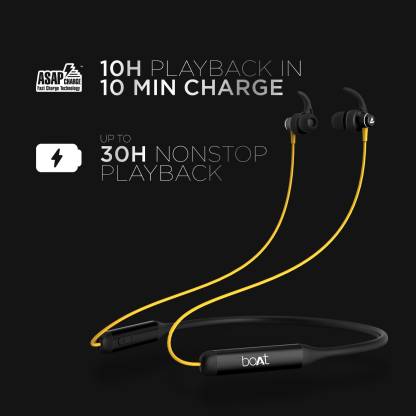 ASAP
CHARGE
Fast Charge Technology
10H PLAYBACK IN
10 MIN CHARGE
UP TO
30H NONSTOP
PLAYBACK
boAt